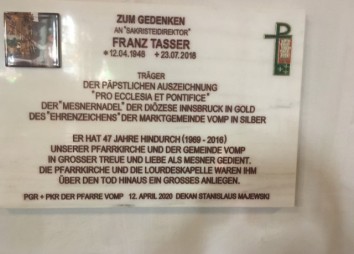 ZUM GEDENKEN
AN "SAKRISTEIDIREKTOR"
FRANZ TASSER
*12.04.1948 +23.07.2018
TRÄGER
DER PÄPSTLICHEN AUSZEICHNUNG
"PRO ECCLESIA ET PONTIFICE"
DER "MESNERNADEL" DER DIÖZESE INNSBRUCK IN GOLD
DES "EHRENZEICHENS" DER MARKTGEMEINDE VOMP IN SILBER
ER HAT 47 JAHRE HINDURCH (1969 - 2016)
UNSERER PFARRKIRCHE UND DER GEMEINDE VOMP
IN GROSSER TREUE UND LIEBE ALS MESNER GEDIENT.
DIE PFARRKIRCHE UND DIE LOURDESKAPELLE WAREN IHM
ÜBER DEN TOD HINAUS EIN GROSSES ANLIEGEN.
PGR + PKR DER PFARRE VOMP 12. APRIL 2020 DEKAN STANISLAUS MAJEWSKI